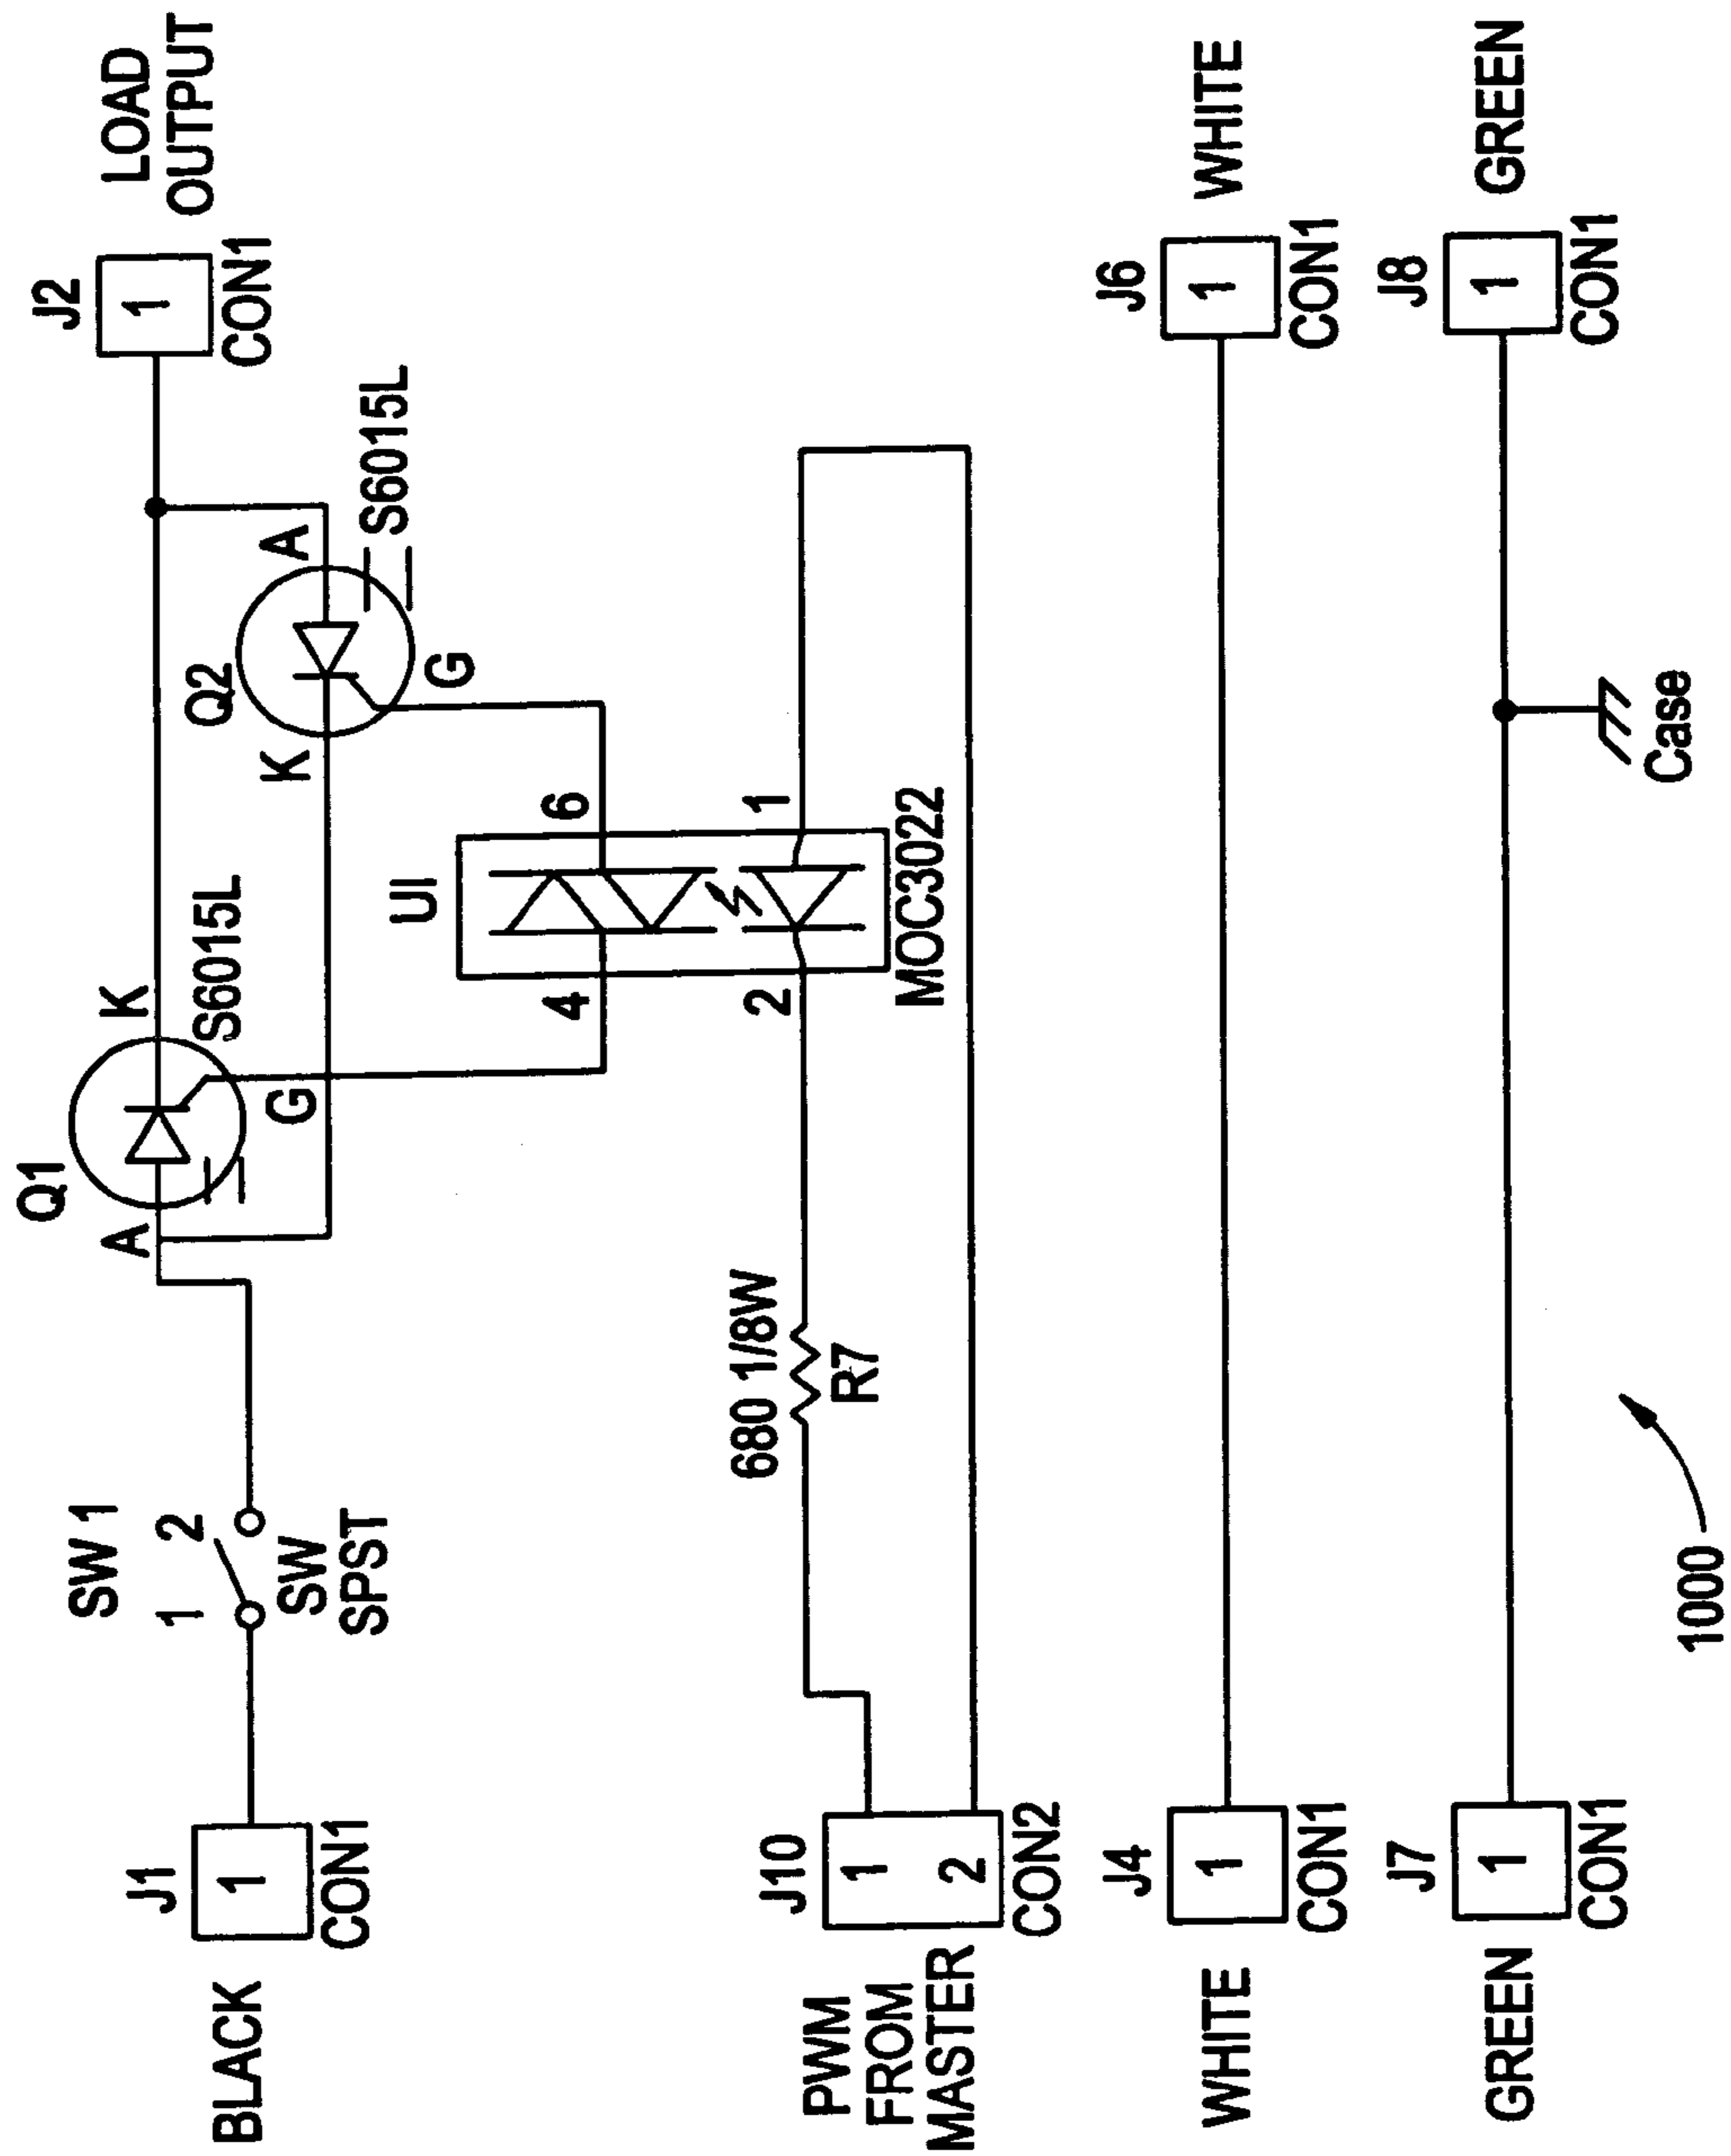 SW 1
1 2
SW
SPST
J1
1
CON1
BLACK
Q1
A
K
S6015L
G
Q2
K
A
S6015L
G
J2
1
CON1
LOAD
OUTPUT
UI
4
6
2
1
MOC3022
680 1/8W
R7
J10
1
2
CON2
PWM
FROM
MASTER
J4
1
CON1
WHITE
J6
1
CON1
WHITE
J7
1
CON1
GREEN
J8
1
CON1
GREEN
Case
1000